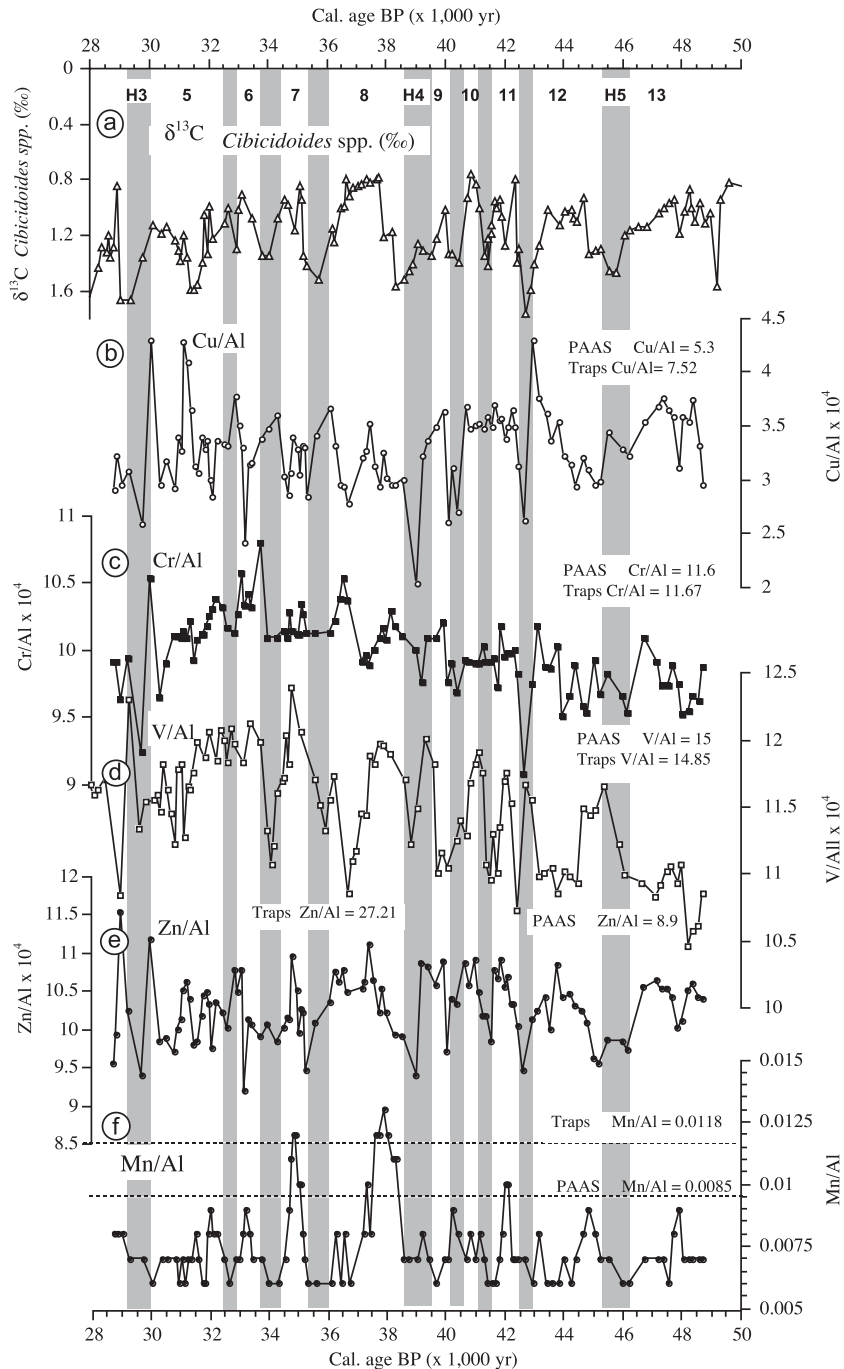 Cal. age BP (x 1,000 yr)
28 30 32 34 36 38 40 42 44 46 48 50
0
H3 5 6 7 8 H4 9 10 11 12 H5 13
a
δ¹³C
Cibicidoides spp. (‰)
0.4
0.8
1.2
1.6
δ¹³C Cibicidoides spp. (‰)
4.5
b
Cu/Al
PAAS Cu/Al = 5.3
Traps Cu/Al= 7.52
4
3.5
3
2.5
2
Cu/Al x 10⁴
11
c
Cr/Al
PAAS Cr/Al = 11.6
Traps Cr/Al = 11.67
10.5
10
9.5
9
Cr/Al x 10⁴
12.5
V/Al
PAAS V/Al = 15
Traps V/Al = 14.85
d
12
11.5
11
10.5
10
V/All x 10⁴
12
Traps Zn/Al = 27.21
PAAS Zn/Al = 8.9
11.5
e
Zn/Al
11
10.5
10
9.5
9
8.5
Zn/Al x 10⁴
0.015
f
Traps Mn/Al = 0.0118
0.0125
Mn/Al
PAAS Mn/Al = 0.0085
0.01
0.0075
0.005
Mn/Al
28 30 32 34 36 38 40 42 44 46 48 50
Cal. age BP (x 1,000 yr)